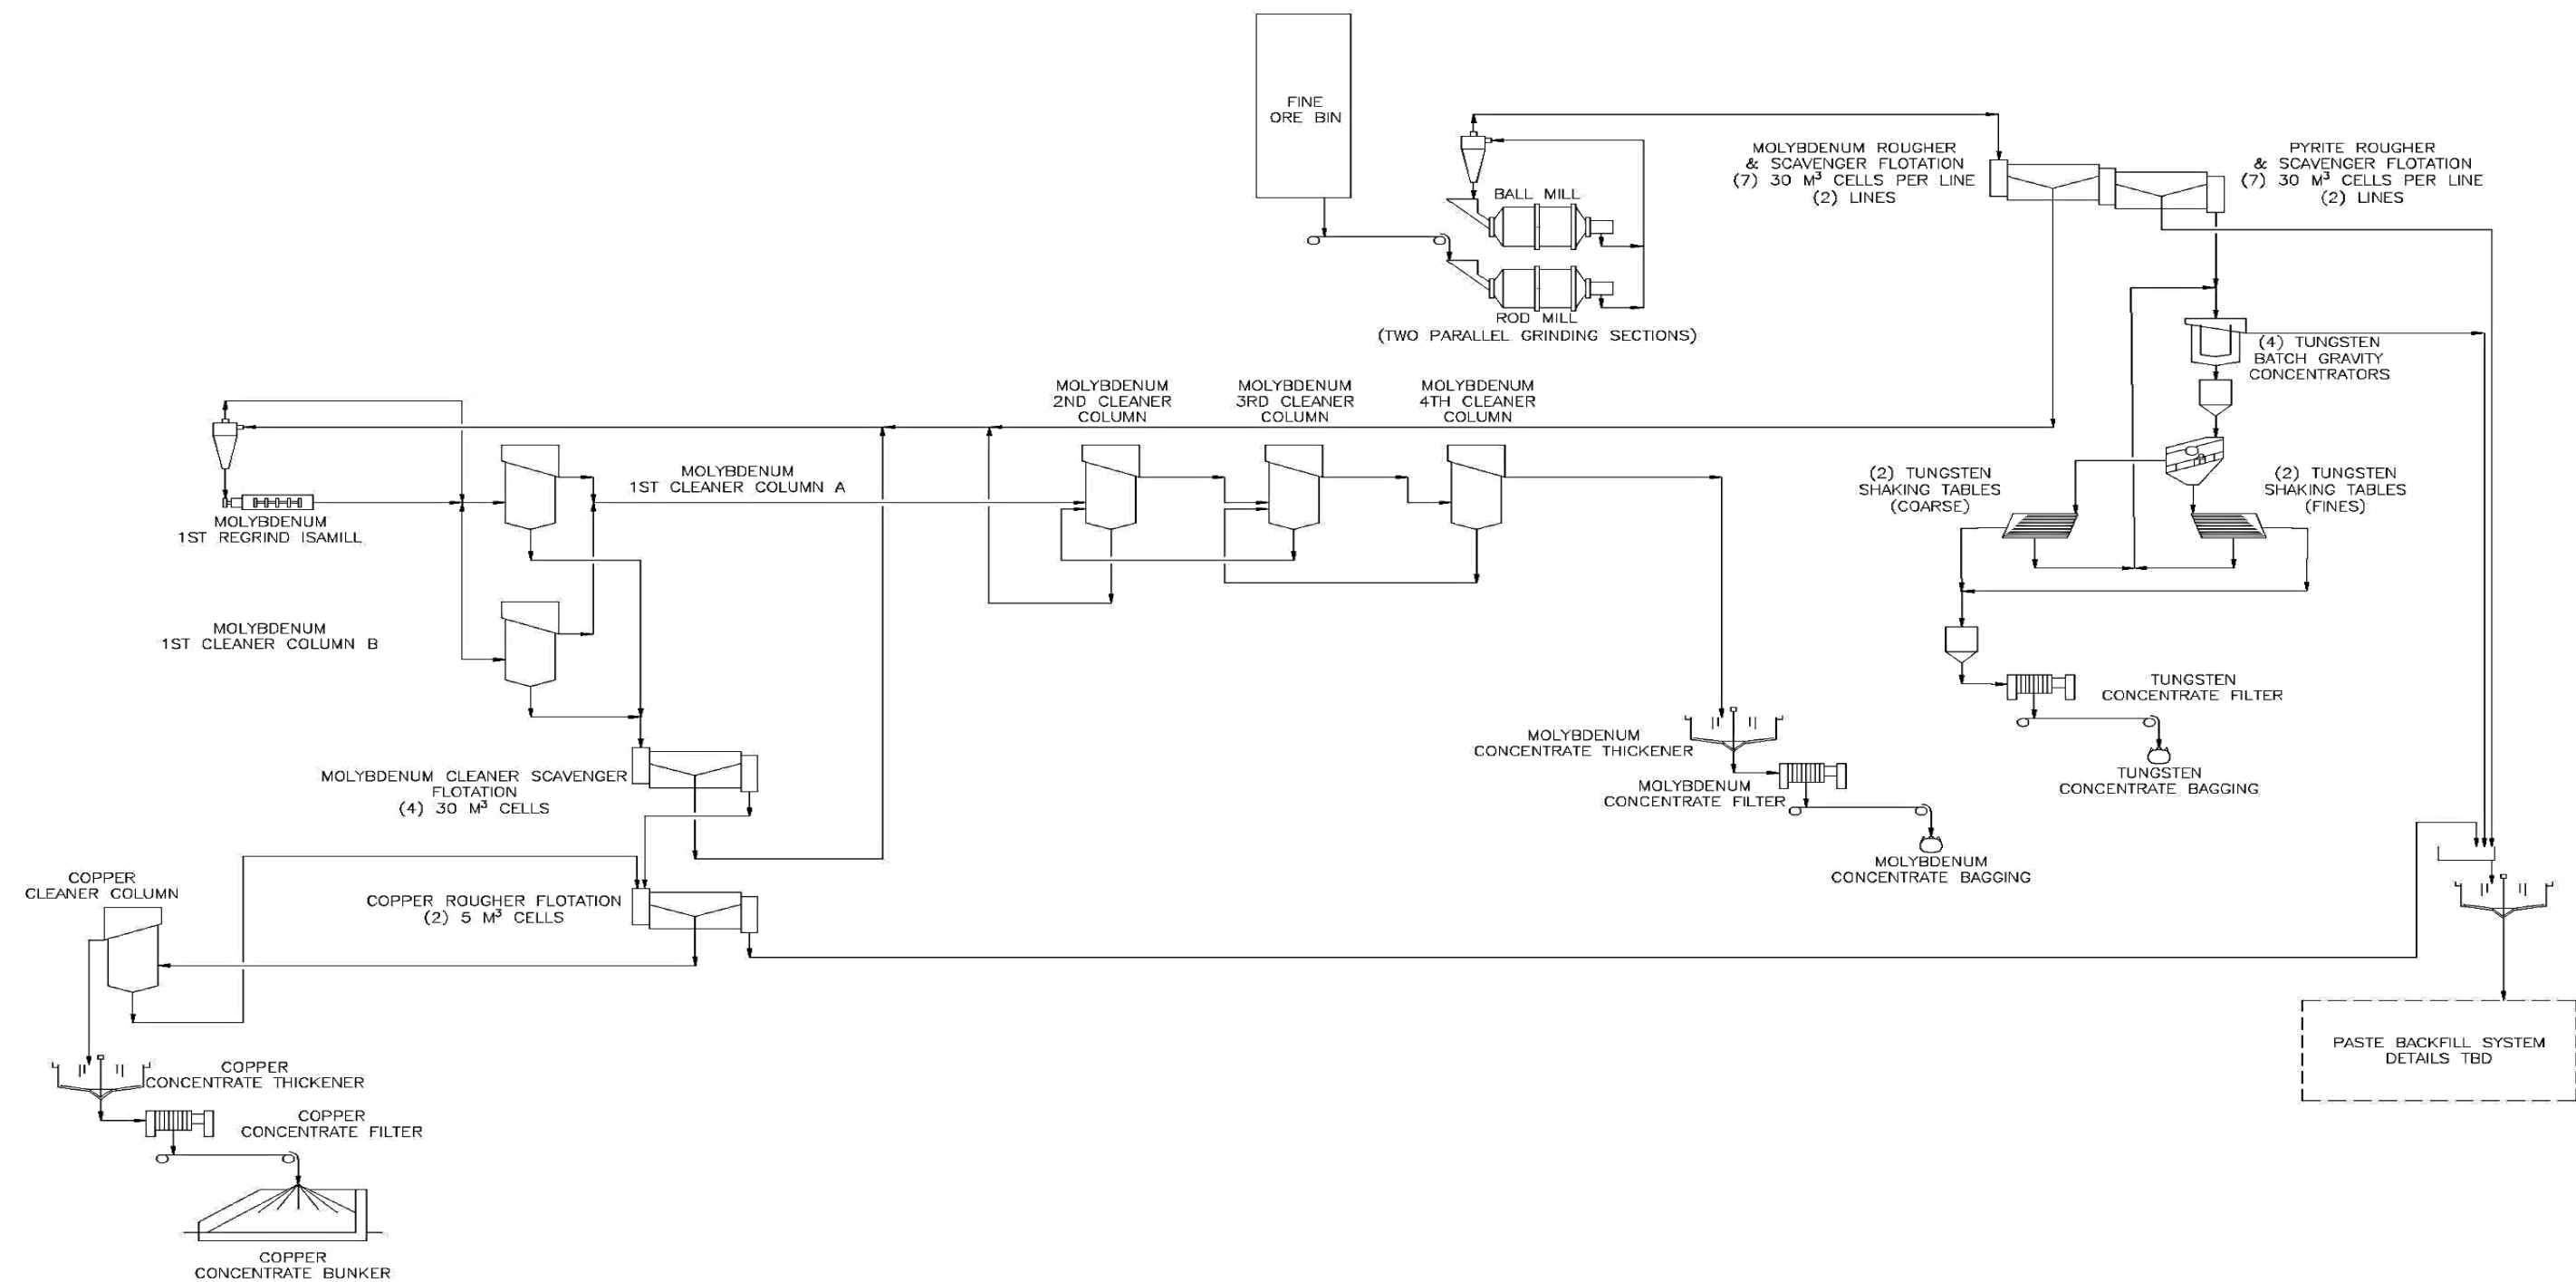 FINE
ORE BIN
MOLYBDENUM ROUGHER
& SCAVENGER FLOTATION
(7) 30 M³ CELLS PER LINE
(2) LINES
PYRITE ROUGHER
& SCAVENGER FLOTATION
(7) 30 M³ CELLS PER LINE
(2) LINES
BALL MILL
ROD MILL
(TWO PARALLEL GRINDING SECTIONS)
(4) TUNGSTEN
BATCH GRAVITY
CONCENTRATORS
MOLYBDENUM
2ND CLEANER
COLUMN
MOLYBDENUM
3RD CLEANER
COLUMN
MOLYBDENUM
4TH CLEANER
COLUMN
MOLYBDENUM
1ST CLEANER COLUMN A
(2) TUNGSTEN
SHAKING TABLES
(COARSE)
(2) TUNGSTEN
SHAKING TABLES
(FINES)
MOLYBDENUM
1ST REGRIND ISAMILL
MOLYBDENUM
1ST CLEANER COLUMN B
TUNGSTEN
CONCENTRATE FILTER
MOLYBDENUM
CONCENTRATE THICKENER
TUNGSTEN
CONCENTRATE BAGGING
MOLYBDENUM CLEANER SCAVENGER
FLOTATION
(4) 30 M³ CELLS
MOLYBDENUM
CONCENTRATE FILTER
MOLYBDENUM
CONCENTRATE BAGGING
COPPER
CLEANER COLUMN
COPPER ROUGHER FLOTATION
(2) 5 M³ CELLS
PASTE BACKFILL SYSTEM
DETAILS TBD
COPPER
CONCENTRATE THICKENER
COPPER
CONCENTRATE FILTER
COPPER
CONCENTRATE BUNKER